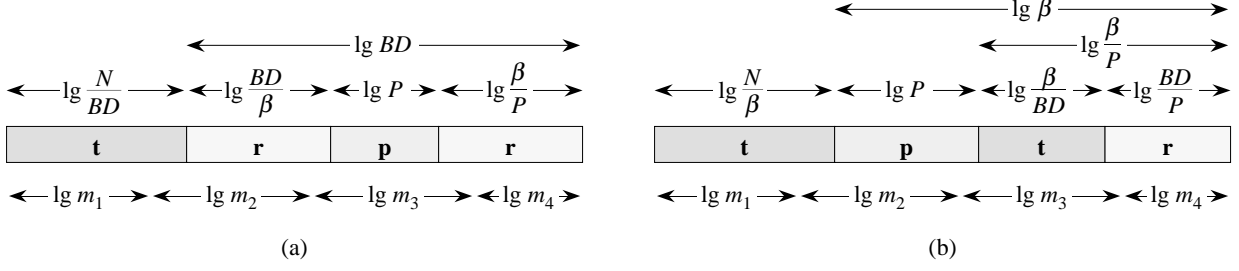 lg BD
lg N/BD lg BD/β lg P lg β/P
t r p r
lg m1 lg m2 lg m3 lg m4
(a)
lg β
lg β/P
lg N/β lg P lg β/BD lg BD/P
t p t r
lg m1 lg m2 lg m3 lg m4
(b)